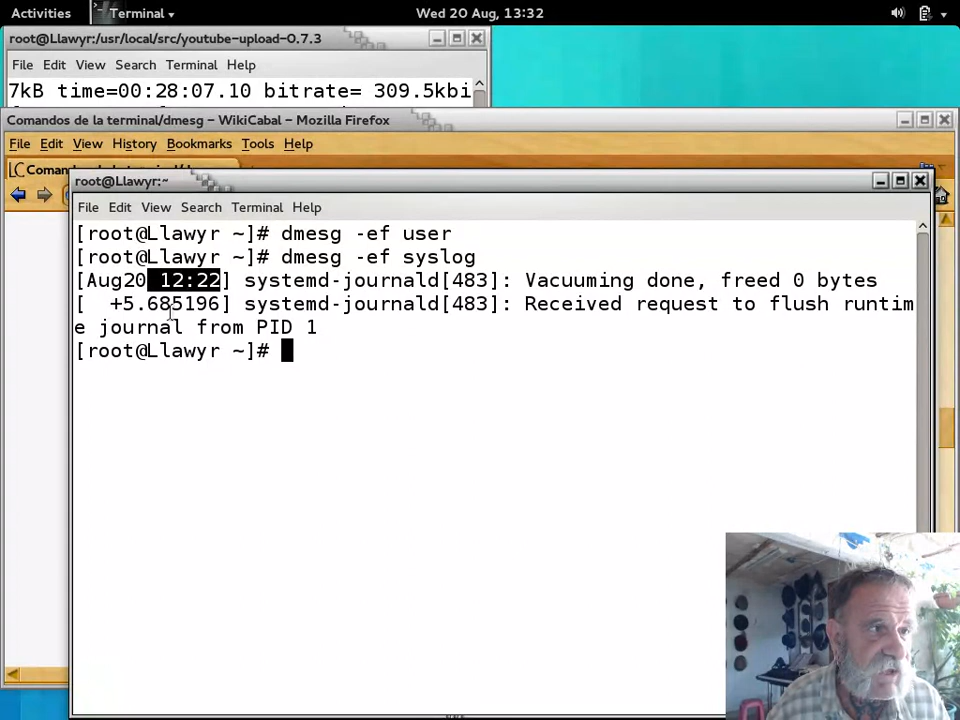 Activities
Terminal
Wed 20 Aug, 13:32
root@Llawyr:/usr/local/src/youtube-upload-0.7.3
File Edit View Search Terminal Help
7kB time=00:28:07.10 bitrate= 309.5kbi
Comandos de la terminal/dmesg – WikiCabal – Mozilla Firefox
File Edit View History Bookmarks Tools Help
root@Llawyr:~
File Edit View Search Terminal Help
[root@Llawyr ~]# dmesg -ef user
[root@Llawyr ~]# dmesg -ef syslog
[Aug20 12:22] systemd-journald[483]: Vacuuming done, freed 0 bytes
[ +5.685196] systemd-journald[483]: Received request to flush runtim
e journal from PID 1
[root@Llawyr ~]#